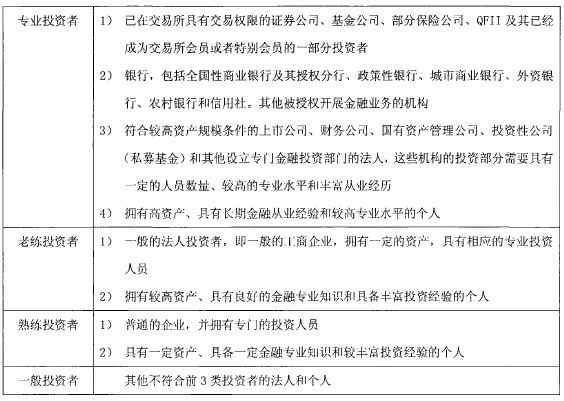 专业投资者 1） 已在交易所具有交易权限的证券公司、基金公司、部分保险公司、QFII 及其已经
成为交易所会员或者特别会员的一部分投资者
2） 银行，包括全国性商业银行及其授权分行、政策性银行、城市商业银行、外资银
行、农村银行和信用社。其他被授权开展金融业务的机构
3） 符合较高资产规模条件的上市公司、财务公司、国有资产管理公司、投资性公司
（私募基金）和其他设立专门金融投资部门的法人，这些机构的投资部分需要具有
一定的人员数量、较高的专业水平和丰富从业经历
4） 拥有高资产、具有长期金融从业经验和较高专业水平的个人
老练投资者 1） 一般的法人投资者，即一般的工商企业，拥有一定的资产，具有相应的专业投资
人员
2） 拥有较高资产、具有良好的金融专业知识和具备丰富投资经验的个人
熟练投资者 1） 普通的企业，并拥有专门的投资人员
2） 具有一定资产、具备一定金融专业知识和较丰富投资经验的个人
一般投资者 其他不符合前 3 类投资者的法人和个人